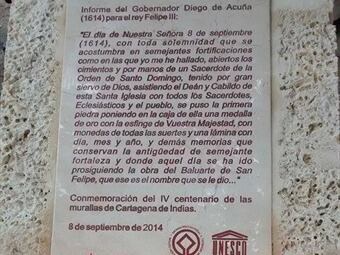 Informe del Gobernador Diego de Acuña
(1614) para el rey Felipe III:
"El día de Nuestra Señora 8 de septiembre
(1614), con toda solemnidad que se
acostumbra en semejantes fortificaciones
como en las que yo me he hallado, abiertos los
cimientos y por manos de un Sacerdote de la
Orden de Santo Domingo, tenido por gran
siervo de Dios, asistiendo el Deán y Cabildo de
esta Santa Iglesia con todos los Sacerdotes,
Eclesiásticos y el pueblo, se puso la primera
piedra poniendo en la caja de ella una medalla
de oro con la esfinge de Vuestra Majestad, por
monedas de todas las suertes y una lámina con
día, mes y año, y demás memorias que
conservan la antigüedad de semejante
fortaleza y donde aquel día se ha ido
prosiguiendo la obra del Baluarte de San
Felipe, que ese es el nombre que se le dio..."
Conmemoración del IV centenario de las
murallas de Cartagena de Indias.
8 de septiembre de 2014
UNESCO